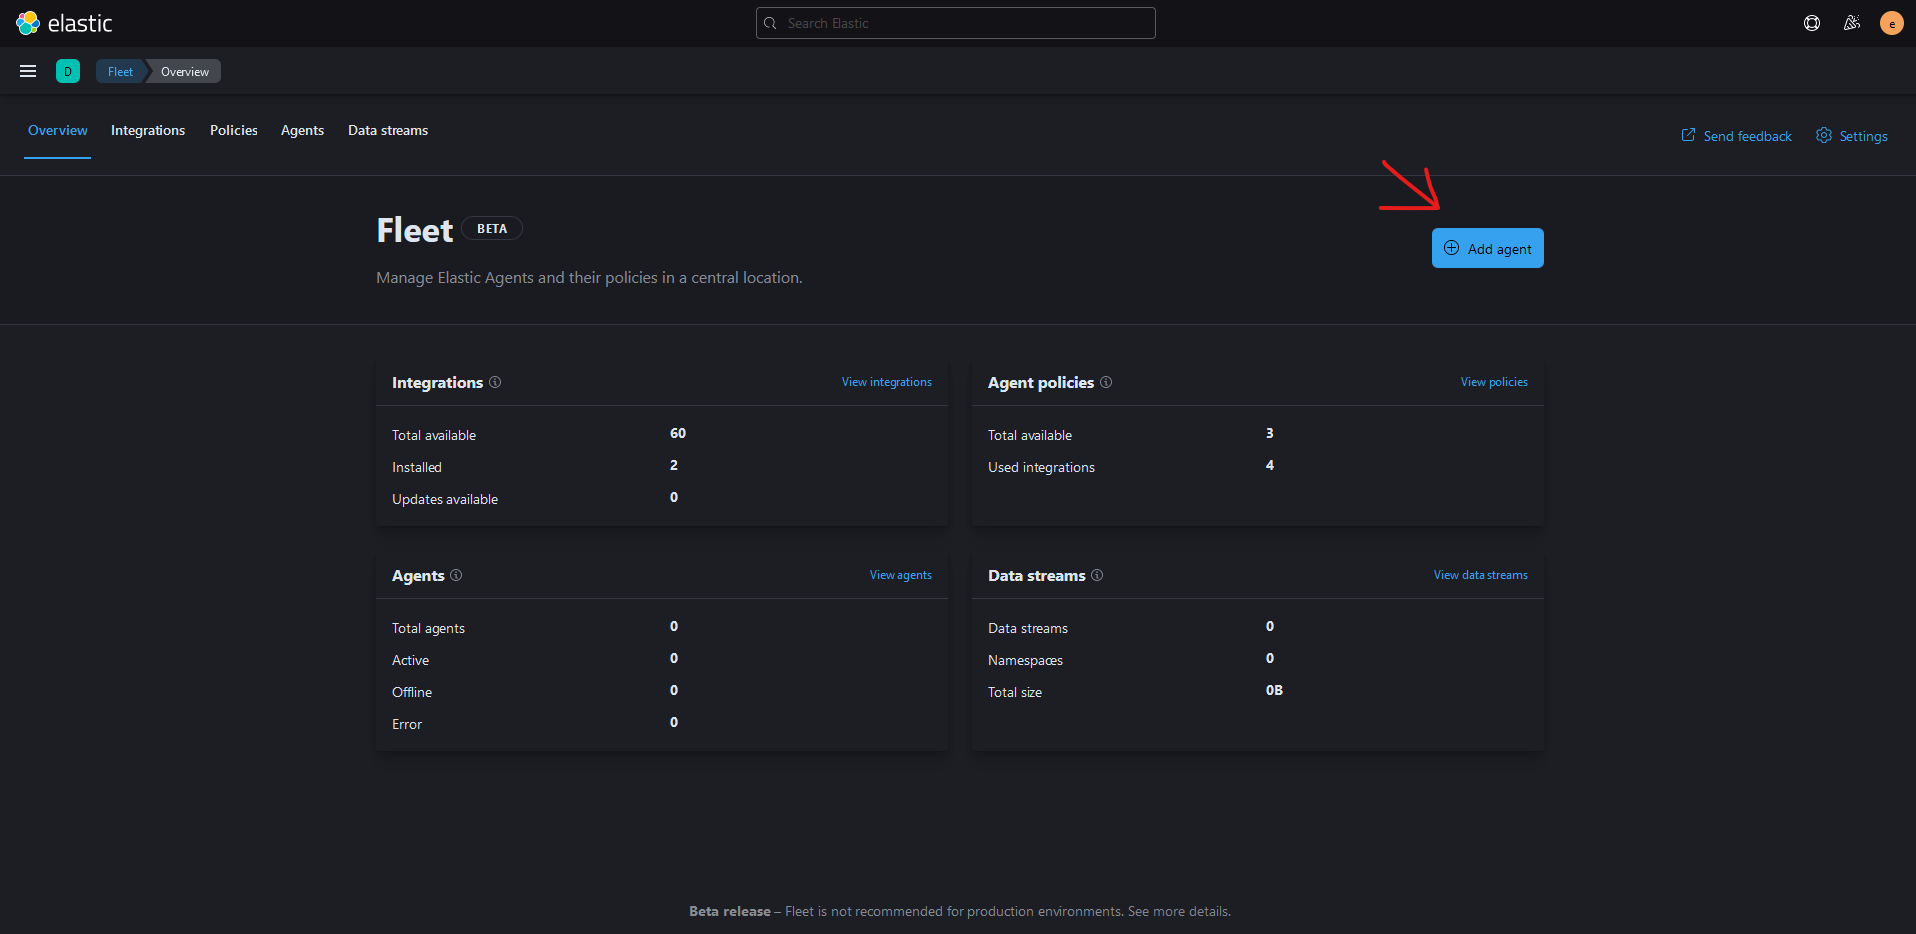 elastic
Search Elastic
e
D
Fleet
Overview
Overview
Integrations
Policies
Agents
Data streams
Send feedback
Settings
Fleet
BETA
Add agent
Manage Elastic Agents and their policies in a central location.
Integrations
View integrations
Total available 60
Installed 2
Updates available 0
Agent policies
View policies
Total available 3
Used integrations 4
Agents
View agents
Total agents 0
Active 0
Offline 0
Error 0
Data streams
View data streams
Data streams 0
Namespaces 0
Total size 0B
Beta release – Fleet is not recommended for production environments. See more details.